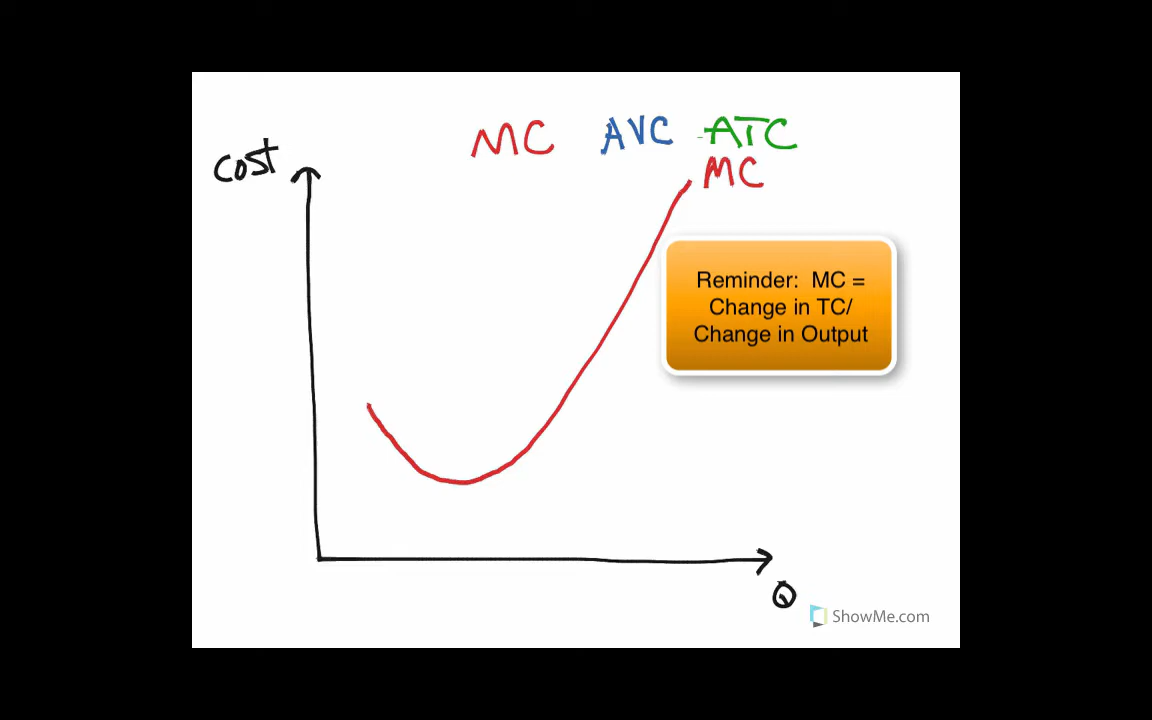 MC AVC ATC
cost
MC
Reminder: MC =
Change in TC/
Change in Output
Q
ShowMe.com